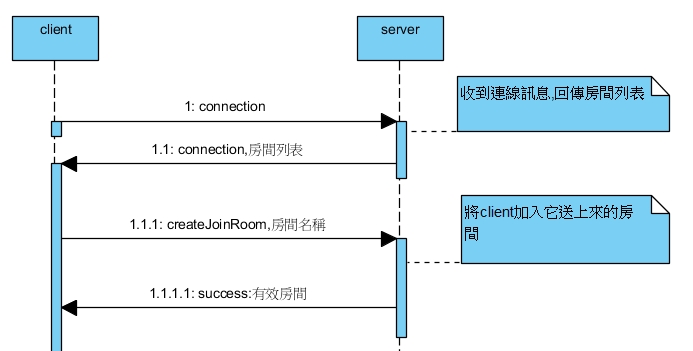 client
server
收到連線訊息,回傳房間列表
1: connection
1.1: connection,房間列表
將client加入它送上來的房
間
1.1.1: createJoinRoom,房間名稱
1.1.1.1: success:有效房間